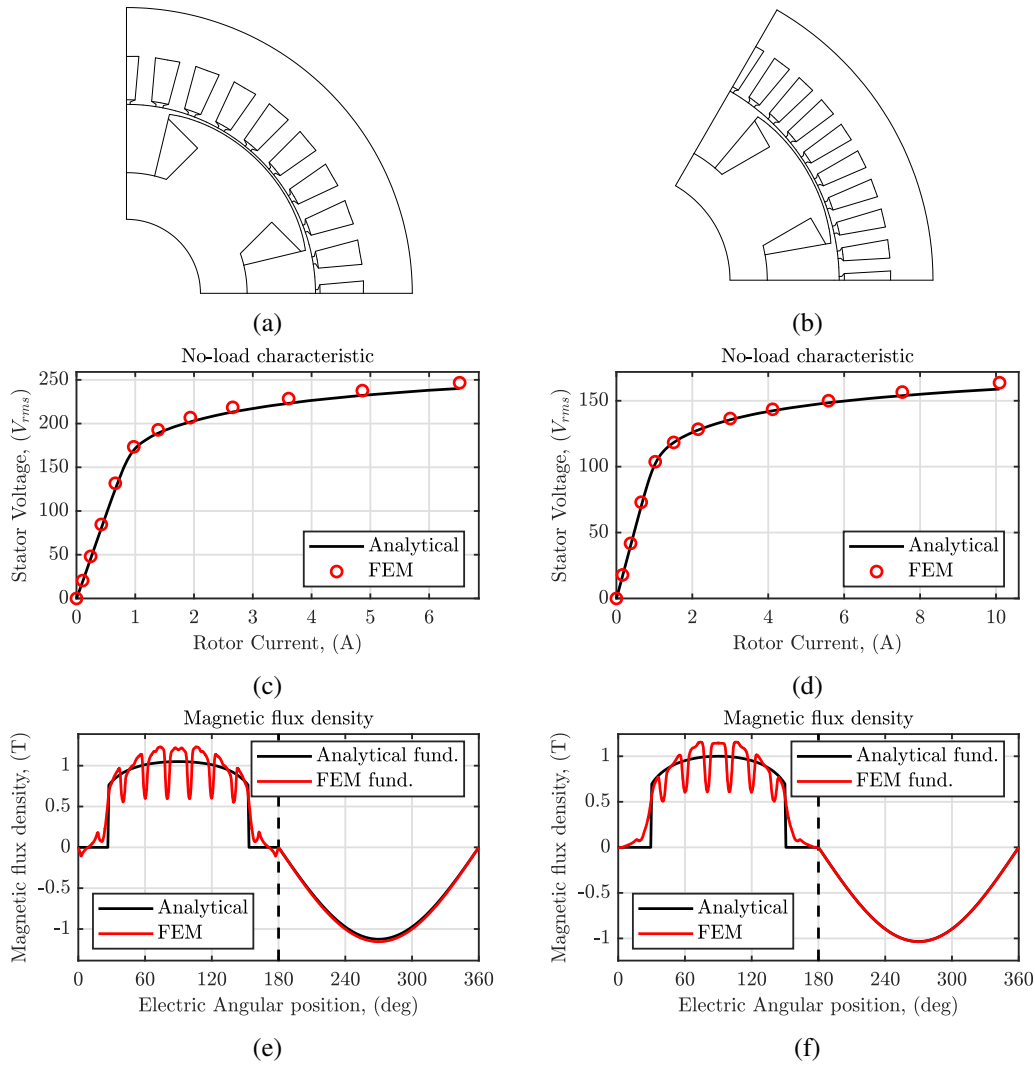 (a) (b)
No-load characteristic
Stator Voltage, (V_rms)
250
200
150
100
50
0
0 1 2 3 4 5 6
Analytical
FEM
Rotor Current, (A)
(c)
No-load characteristic
Stator Voltage, (V_rms)
150
100
50
0
0 2 4 6 8 10
Analytical
FEM
Rotor Current, (A)
(d)
Magnetic flux density
Magnetic flux density, (T)
1
0.5
0
-0.5
-1
Analytical fund.
FEM fund.
Analytical
FEM
0 60 120 180 240 300 360
Electric Angular position, (deg)
(e)
Magnetic flux density
Magnetic flux density, (T)
1
0.5
0
-0.5
-1
Analytical fund.
FEM fund.
Analytical
FEM
0 60 120 180 240 300 360
Electric Angular position, (deg)
(f)